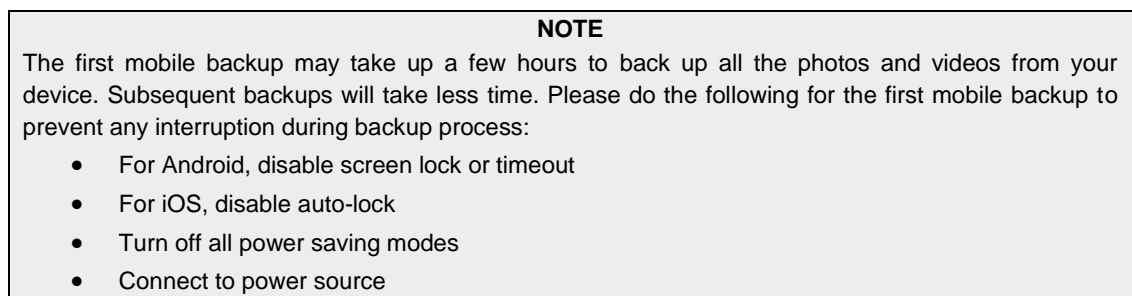 NOTE
The first mobile backup may take up a few hours to back up all the photos and videos from your
device. Subsequent backups will take less time. Please do the following for the first mobile backup to
prevent any interruption during backup process:
• For Android, disable screen lock or timeout
• For iOS, disable auto-lock
• Turn off all power saving modes
• Connect to power source